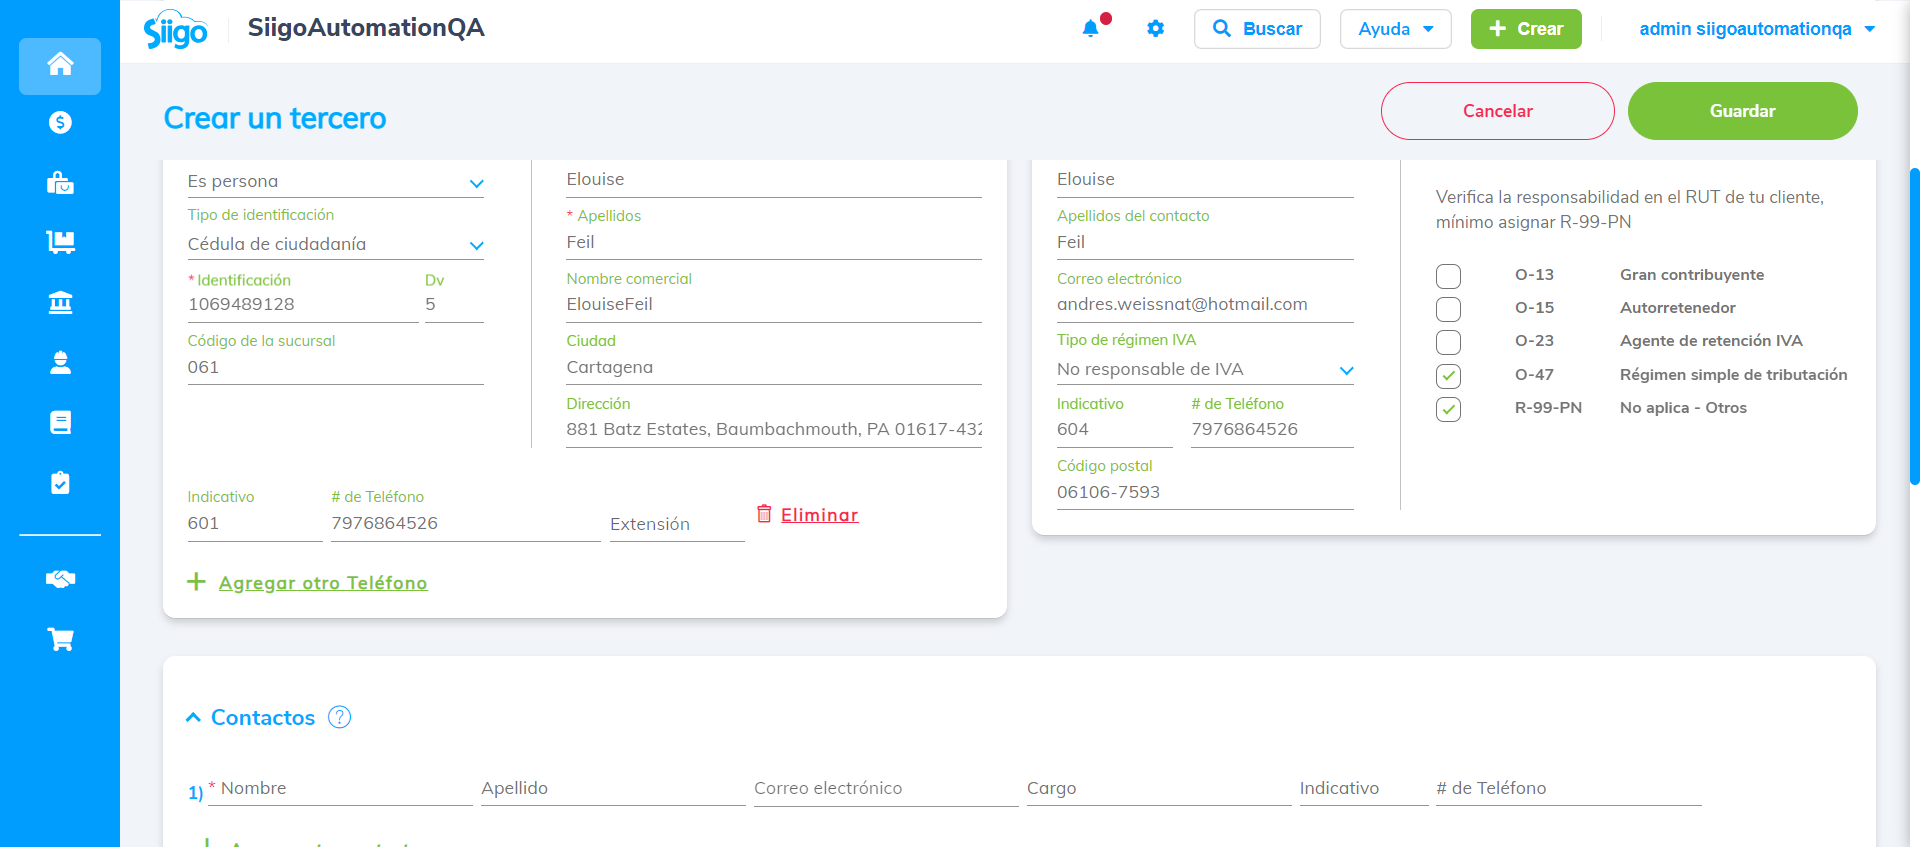 Siigo
SiigoAutomationQA
Buscar
Ayuda
Crear
admin siigoautomationqa
Crear un tercero
Cancelar
Guardar
Es persona
Tipo de identificación
Cédula de ciudadanía
* Identificación
Dv
1069489128
5
Código de la sucursal
061
Elouise
* Apellidos
Feil
Nombre comercial
ElouiseFeil
Ciudad
Cartagena
Dirección
881 Batz Estates, Baumbachmouth, PA 01617-432
Indicativo
# de Teléfono
601
7976864526
Extensión
Eliminar
Agregar otro Teléfono
Elouise
Apellidos del contacto
Feil
Correo electrónico
andres.weissnat@hotmail.com
Tipo de régimen IVA
No responsable de IVA
Indicativo
# de Teléfono
604
7976864526
Código postal
06106-7593
Verifica la responsabilidad en el RUT de tu cliente,
mínimo asignar R-99-PN
O-13 Gran contribuyente
O-15 Autorretenedor
O-23 Agente de retención IVA
O-47 Régimen simple de tributación
R-99-PN No aplica - Otros
Contactos ?
1) * Nombre Apellido Correo electrónico Cargo Indicativo # de Teléfono